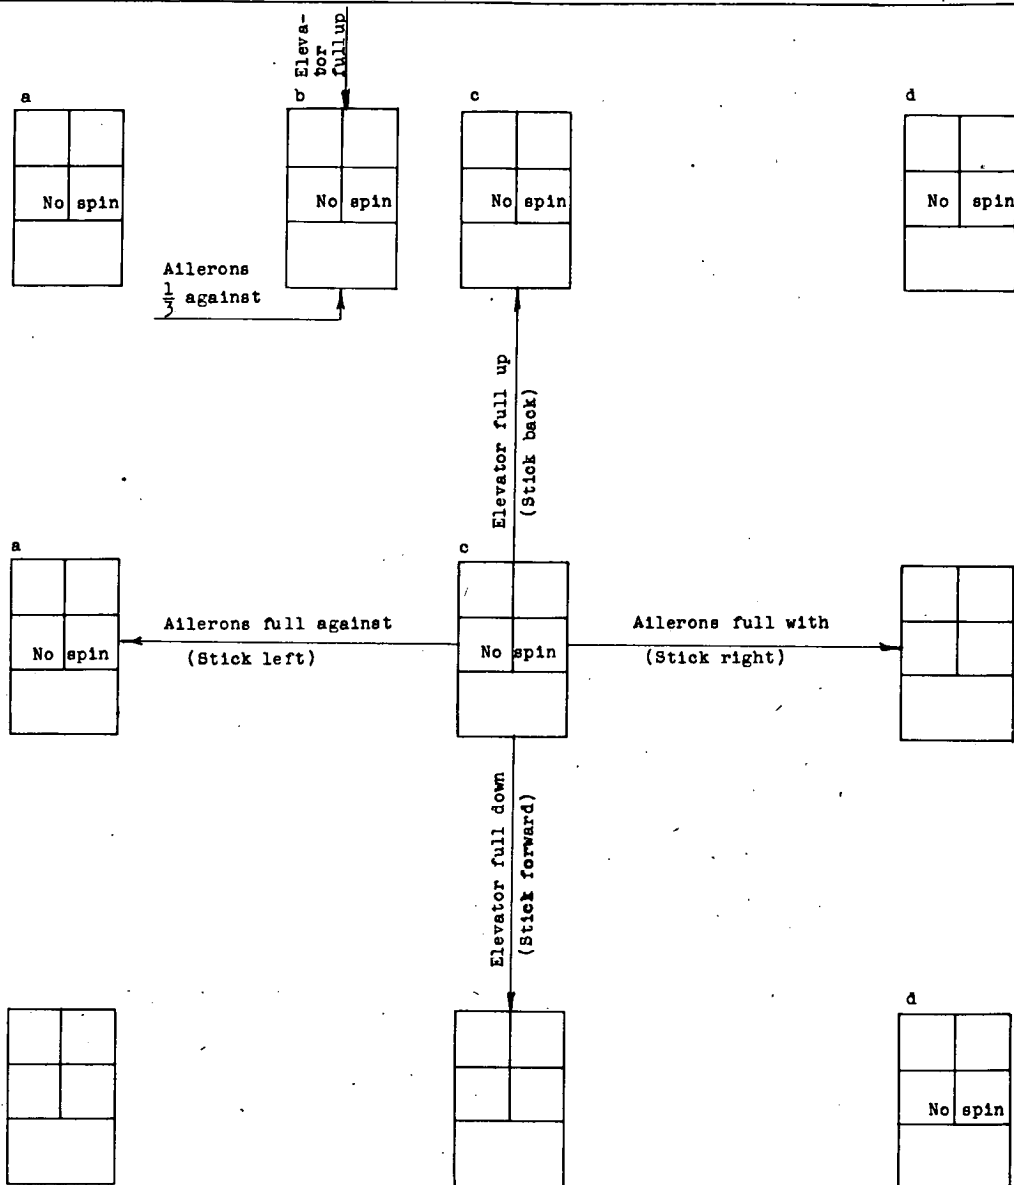 Eleva-
tor
full up
a
b
c
d
No spin
No spin
No spin
No spin
Ailerons
1/3 against
Elevator full up
(Stick back)
a
c
Ailerons full against
(Stick left)
Ailerons full with
(Stick right)
No spin
No spin
Elevator full down
(Stick forward)
d
No spin